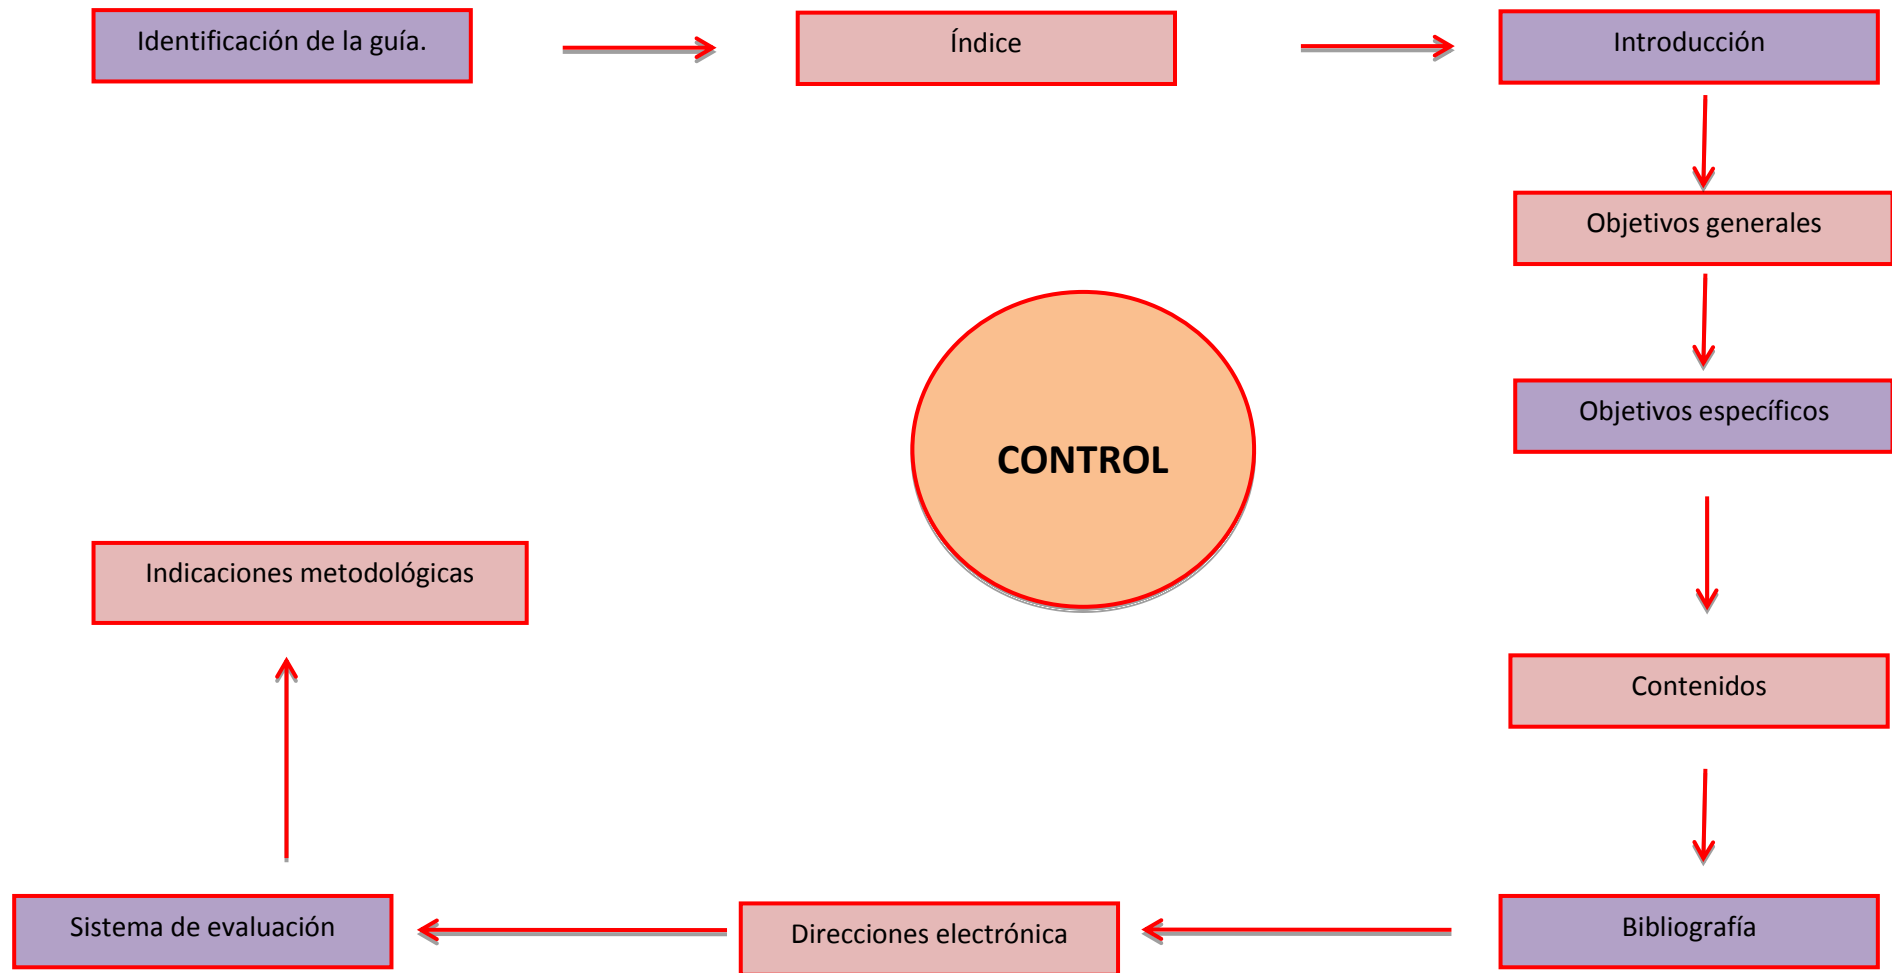 Identificación de la guía.
Índice
Introducción
Objetivos generales
Objetivos específicos
CONTROL
Indicaciones metodológicas
Contenidos
Sistema de evaluación
Direcciones electrónica
Bibliografía